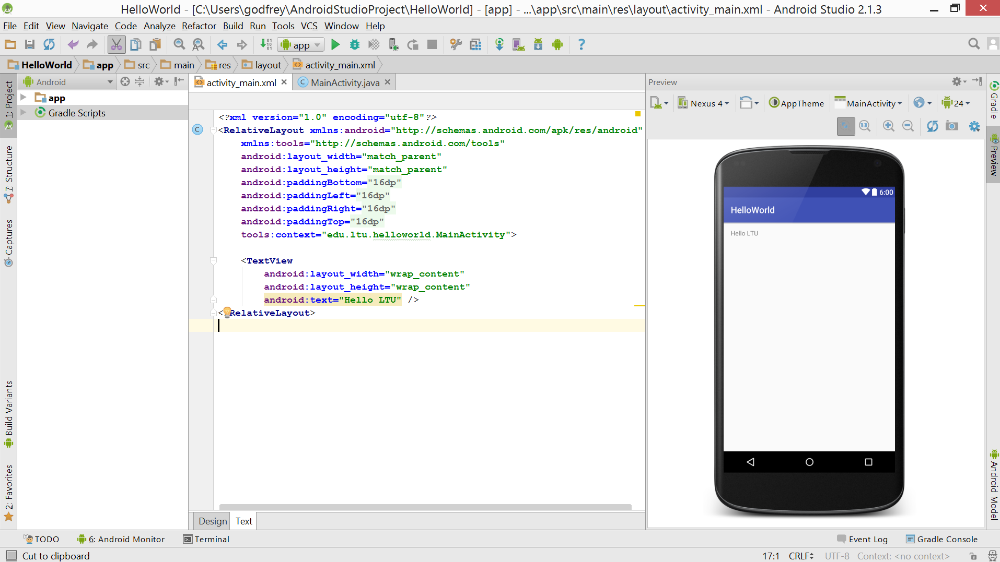 HelloWorld - [C:\Users\godfrey\AndroidStudioProject\HelloWorld] - [app] - ...\app\src\main\res\layout\activity_main.xml - Android Studio 2.1.3
File Edit View Navigate Code Analyze Refactor Build Run Tools VCS Window Help
app
HelloWorld app src main res layout activity_main.xml
Android
activity_main.xml MainActivity.java
Preview
1: Project
7: Structure
Captures
Build Variants
2: Favorites
app
Gradle Scripts
<?xml version="1.0" encoding="utf-8"?>
<RelativeLayout xmlns:android="http://schemas.android.com/apk/res/android"
xmlns:tools="http://schemas.android.com/tools"
android:layout_width="match_parent"
android:layout_height="match_parent"
android:paddingBottom="16dp"
android:paddingLeft="16dp"
android:paddingRight="16dp"
android:paddingTop="16dp"
tools:context="edu.ltu.helloworld.MainActivity">
<TextView
android:layout_width="wrap_content"
android:layout_height="wrap_content"
android:text="Hello LTU" />
</RelativeLayout>
Design Text
Nexus 4 AppTheme MainActivity 24
1:1
6:00
HelloWorld
Hello LTU
Gradle
Preview
Android Model
TODO 6: Android Monitor Terminal Event Log Gradle Console
Cut to clipboard 17:1 CRLF UTF-8 Context: <no context>